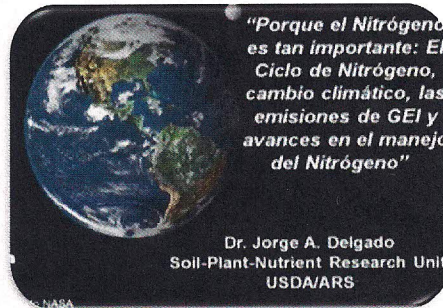 "Porque el Nitrógeno
es tan importante: El
Ciclo de Nitrógeno,
cambio climático, las
emisiones de GEI y
avances en el manejo
del Nitrógeno"
Dr. Jorge A. Delgado
Soil-Plant-Nutrient Research Unit
USDA/ARS
NASA